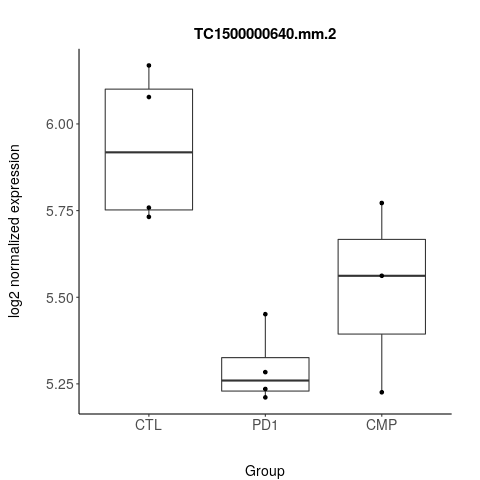 TC1500000640.mm.2
log2 normalized expression
6.00
5.75
5.50
5.25
CTL PD1 CMP
Group